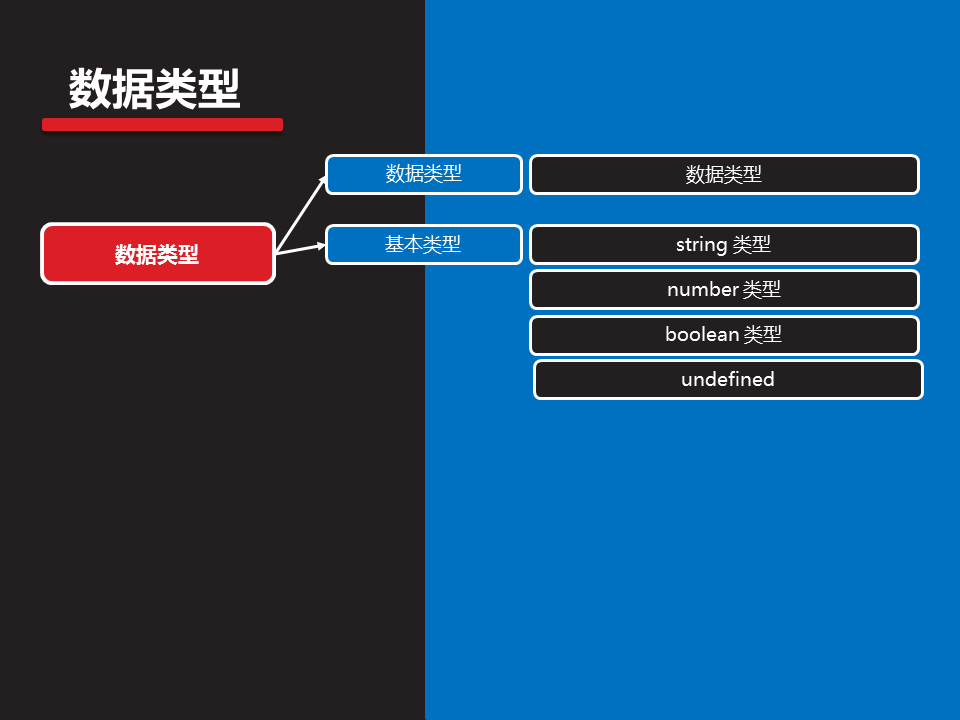 数据类型
数据类型
数据类型
数据类型
基本类型
string 类型
number 类型
boolean 类型
undefined